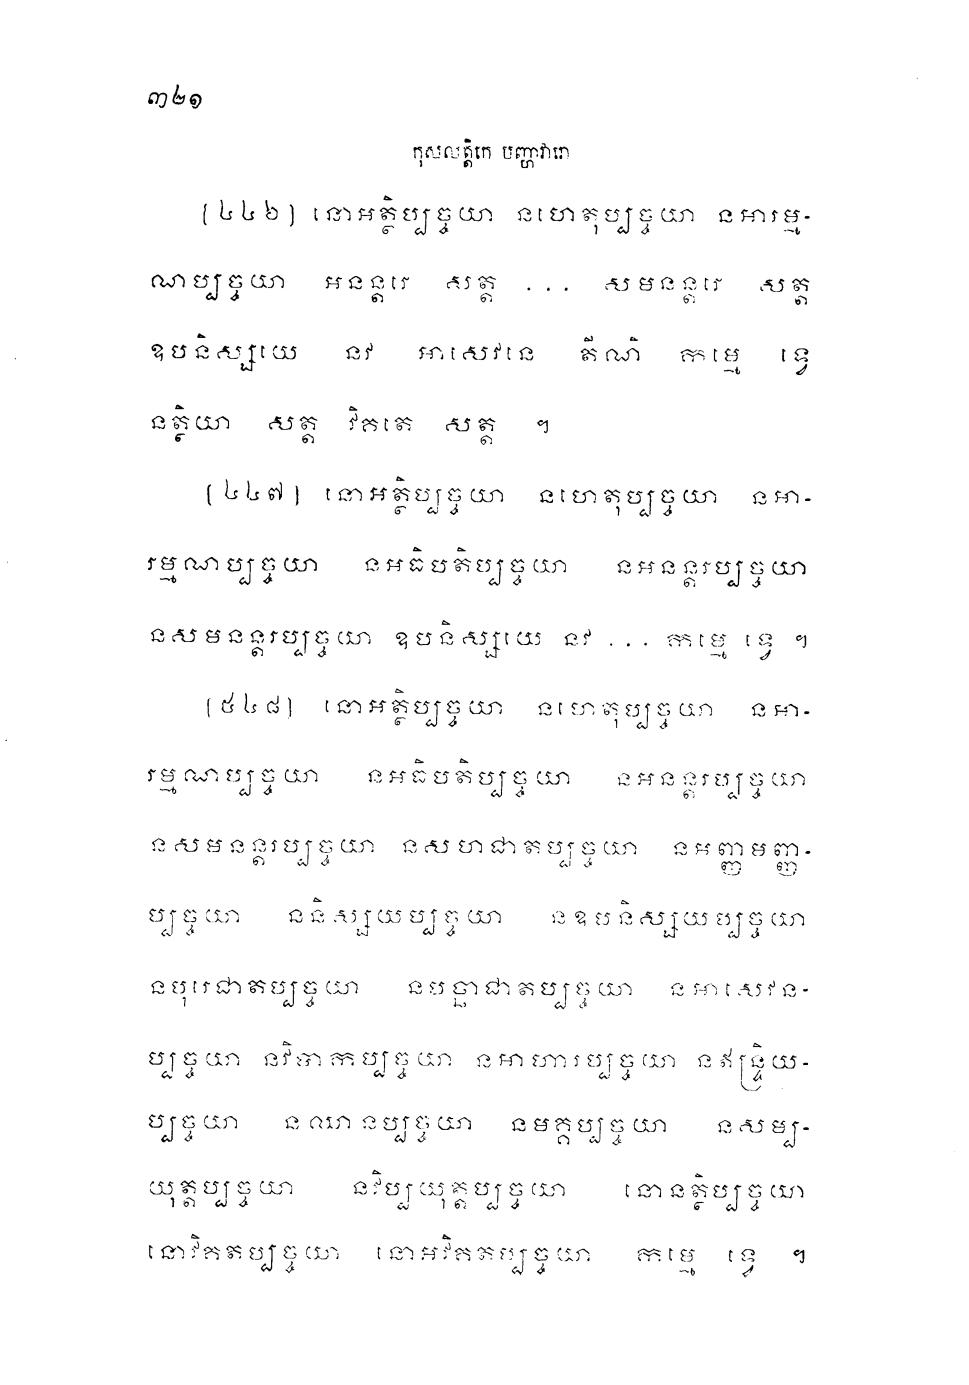 ៣២១
កុសលត្តិកេ បញ្ហាវារោ
(៤៤៦) នោអត្ថិប្បច្ចយា នហេតុប្បច្ចយា នអារម្ម-
ណប្បច្ចយា អនន្តរេ សត្ត ... សមនន្តរេ សត្ត
ឧបនិស្សយេ នវ អាសេវនេ តីណិ កម្មេ ទ្វេ
នត្ថិយា សត្ត វិគតេ សត្ត ។
(៤៤៧) នោអត្ថិប្បច្ចយា នហេតុប្បច្ចយា នអា-
រម្មណប្បច្ចយា នអធិបតិប្បច្ចយា នអនន្តរប្បច្ចយា
នសមនន្តរប្បច្ចយា ឧបនិស្សយេ នវ ... កម្មេ ទ្វេ ។
(៥៤៨) នោអត្ថិប្បច្ចយា នហេតុប្បច្ចយា នអា-
រម្មណប្បច្ចយា នអធិបតិប្បច្ចយា នអនន្តរប្បច្ចយា
នសមនន្តរប្បច្ចយា នសហជាតប្បច្ចយា នអញ្ញមញ្ញ-
ប្បច្ចយា ននិស្សយប្បច្ចយា នឧបនិស្សយប្បច្ចយា
នបុរេជាតប្បច្ចយា នបច្ឆាជាតប្បច្ចយា នអាសេវន-
ប្បច្ចយា នវិបាកប្បច្ចយា នអាហារប្បច្ចយា នឥន្ទ្រិយ-
ប្បច្ចយា នឈានប្បច្ចយា នមគ្គប្បច្ចយា នសម្ប-
យុត្តប្បច្ចយា នវិប្បយុត្តប្បច្ចយា នោនត្ថិប្បច្ចយា
នោវិគតប្បច្ចយា នោអវិគតប្បច្ចយា កម្មេ ទ្វេ ។